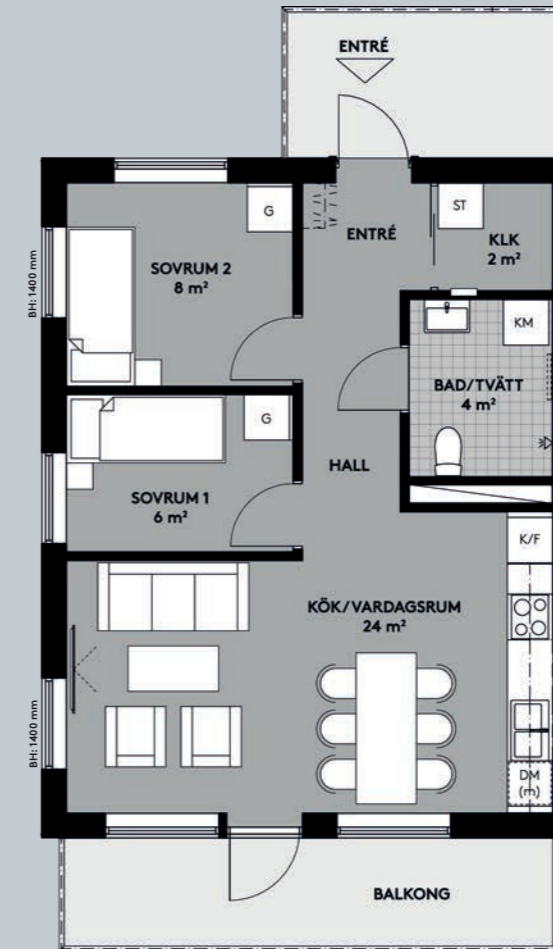 ENTRÉ
ST
G
ENTRÉ
KLK
2 m²
SOVRUM 2
8 m²
BH: 1400 mm
KM
BAD/TVÄTT
4 m²
G
HALL
SOVRUM 1
6 m²
K/F
KÖK/VARDAGSRUM
24 m²
BH: 1400 mm
DM
(m)
BALKONG